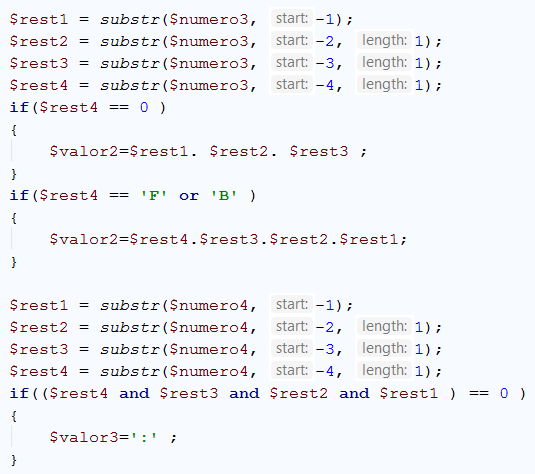 $rest1 = substr($numero3, start: -1);
$rest2 = substr($numero3, start: -2, length: 1);
$rest3 = substr($numero3, start: -3, length: 1);
$rest4 = substr($numero3, start: -4, length: 1);
if($rest4 == 0 )
{
$valor2=$rest1. $rest2. $rest3 ;
}
if($rest4 == 'F' or 'B' )
{
$valor2=$rest4.$rest3.$rest2.$rest1;
}
$rest1 = substr($numero4, start: -1);
$rest2 = substr($numero4, start: -2, length: 1);
$rest3 = substr($numero4, start: -3, length: 1);
$rest4 = substr($numero4, start: -4, length: 1);
if(($rest4 and $rest3 and $rest2 and $rest1 ) == 0 )
{
$valor3=':' ;
}